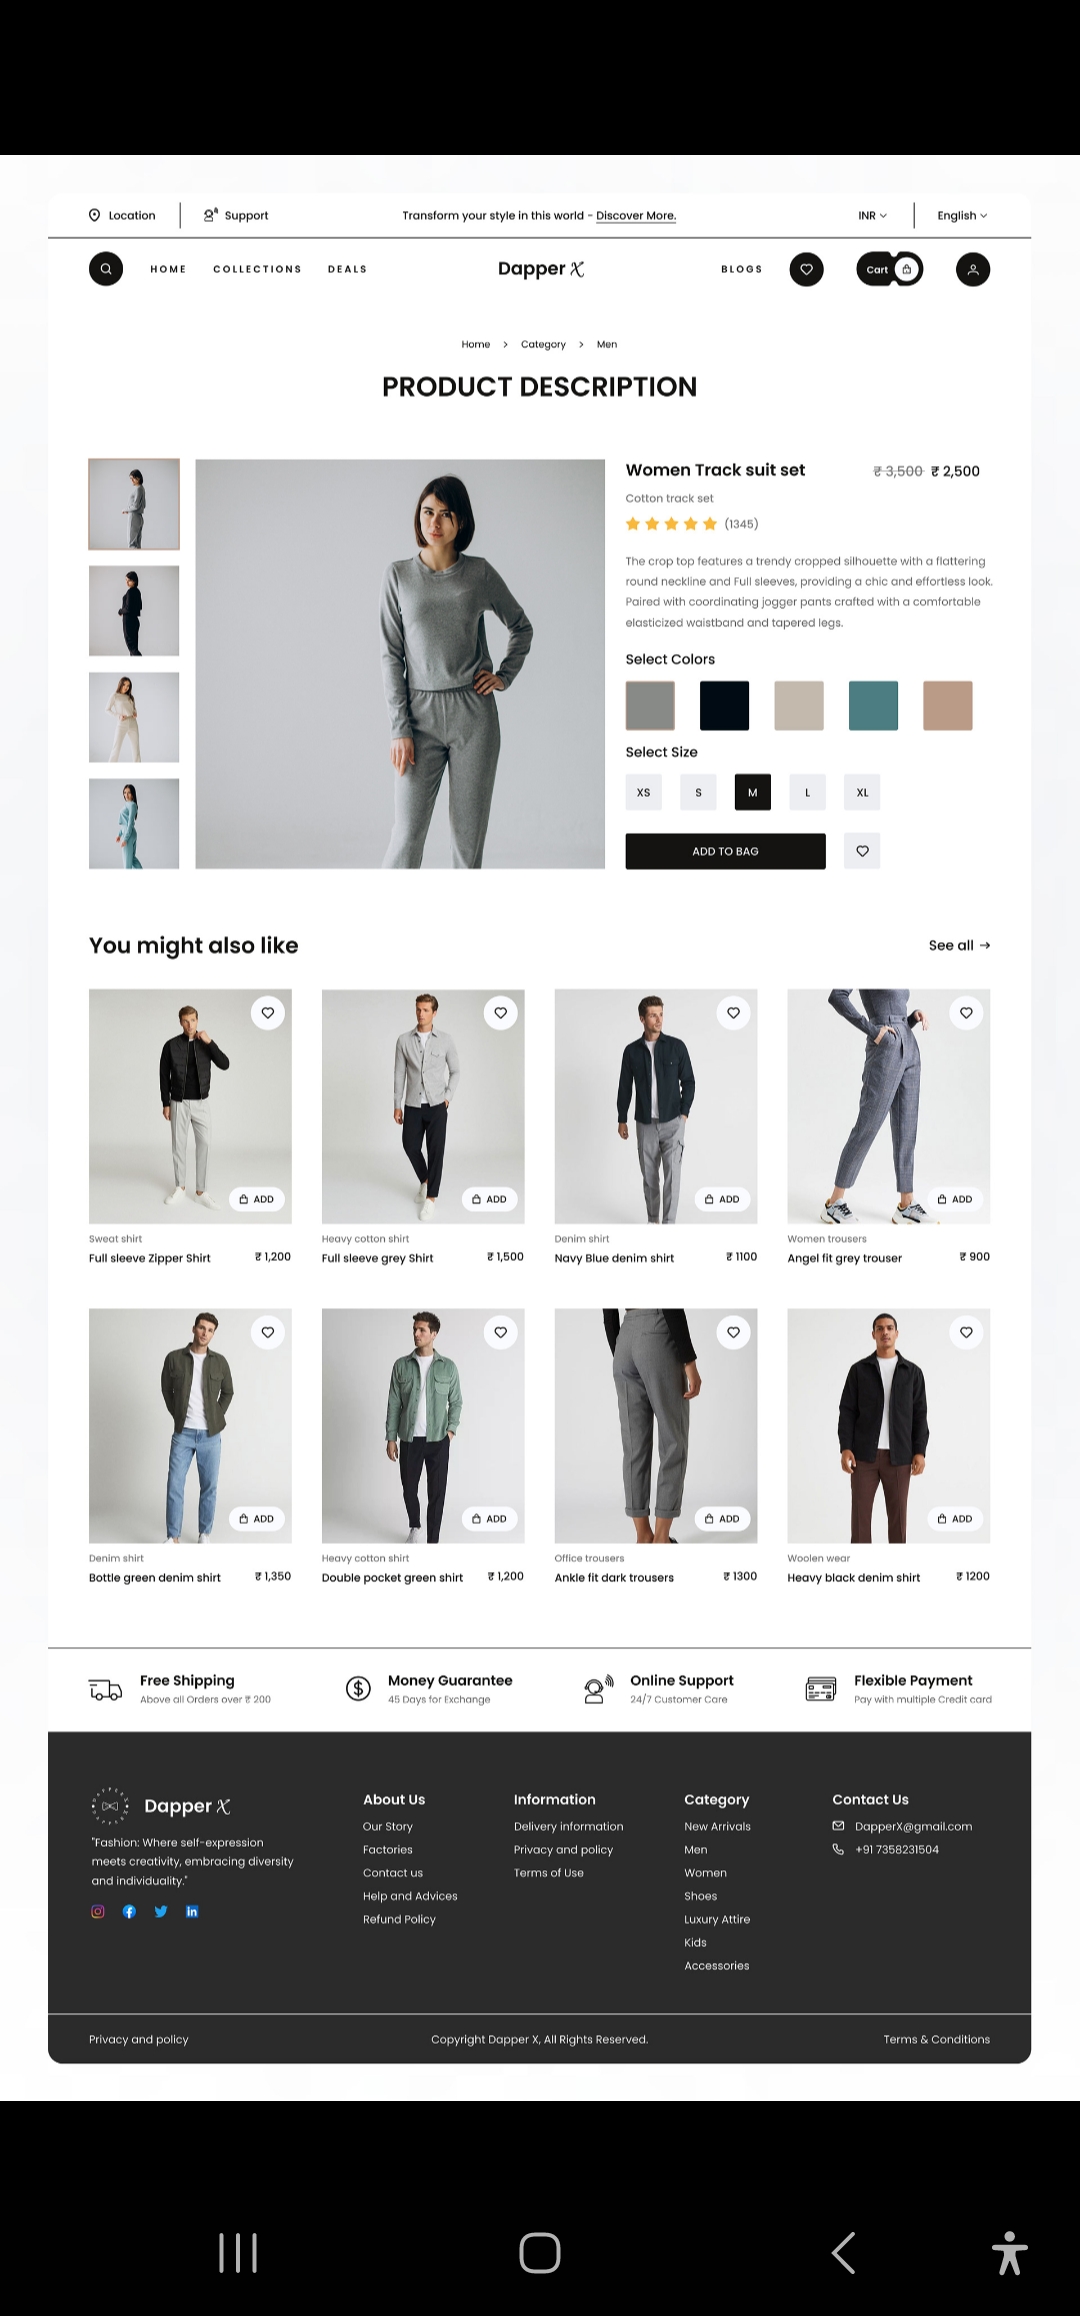 Location
Support
Transform your style in this world - Discover More.
INR
English
HOME
COLLECTIONS
DEALS
Dapper X
BLOGS
Cart
Home > Category > Men
PRODUCT DESCRIPTION
Women Track suit set
₹ 3,500 ₹ 2,500
Cotton track set
(1345)
The crop top features a trendy cropped silhouette with a flattering
round neckline and Full sleeves, providing a chic and effortless look.
Paired with coordinating jogger pants crafted with a comfortable
elasticized waistband and tapered legs.
Select Colors
Select Size
XS
S
M
L
XL
ADD TO BAG
You might also like
See all →
ADD
ADD
ADD
ADD
Sweat shirt
Full sleeve Zipper Shirt
₹ 1,200
Heavy cotton shirt
Full sleeve grey Shirt
₹ 1,500
Denim shirt
Navy Blue denim shirt
₹ 1100
Women trousers
Angel fit grey trouser
₹ 900
ADD
ADD
ADD
ADD
Denim shirt
Bottle green denim shirt
₹ 1,350
Heavy cotton shirt
Double pocket green shirt
₹ 1,200
Office trousers
Ankle fit dark trousers
₹ 1300
Woolen wear
Heavy black denim shirt
₹ 1200
Free Shipping
Above all Orders over ₹ 200
Money Guarantee
45 Days for Exchange
Online Support
24/7 Customer Care
Flexible Payment
Pay with multiple Credit card
Dapper X
"Fashion: Where self-expression
meets creativity, embracing diversity
and individuality."
About Us
Our Story
Factories
Contact us
Help and Advices
Refund Policy
Information
Delivery information
Privacy and policy
Terms of Use
Category
New Arrivals
Men
Women
Shoes
Luxury Attire
Kids
Accessories
Contact Us
DapperX@gmail.com
+91 7358231504
Privacy and policy
Copyright Dapper X, All Rights Reserved.
Terms & Conditions